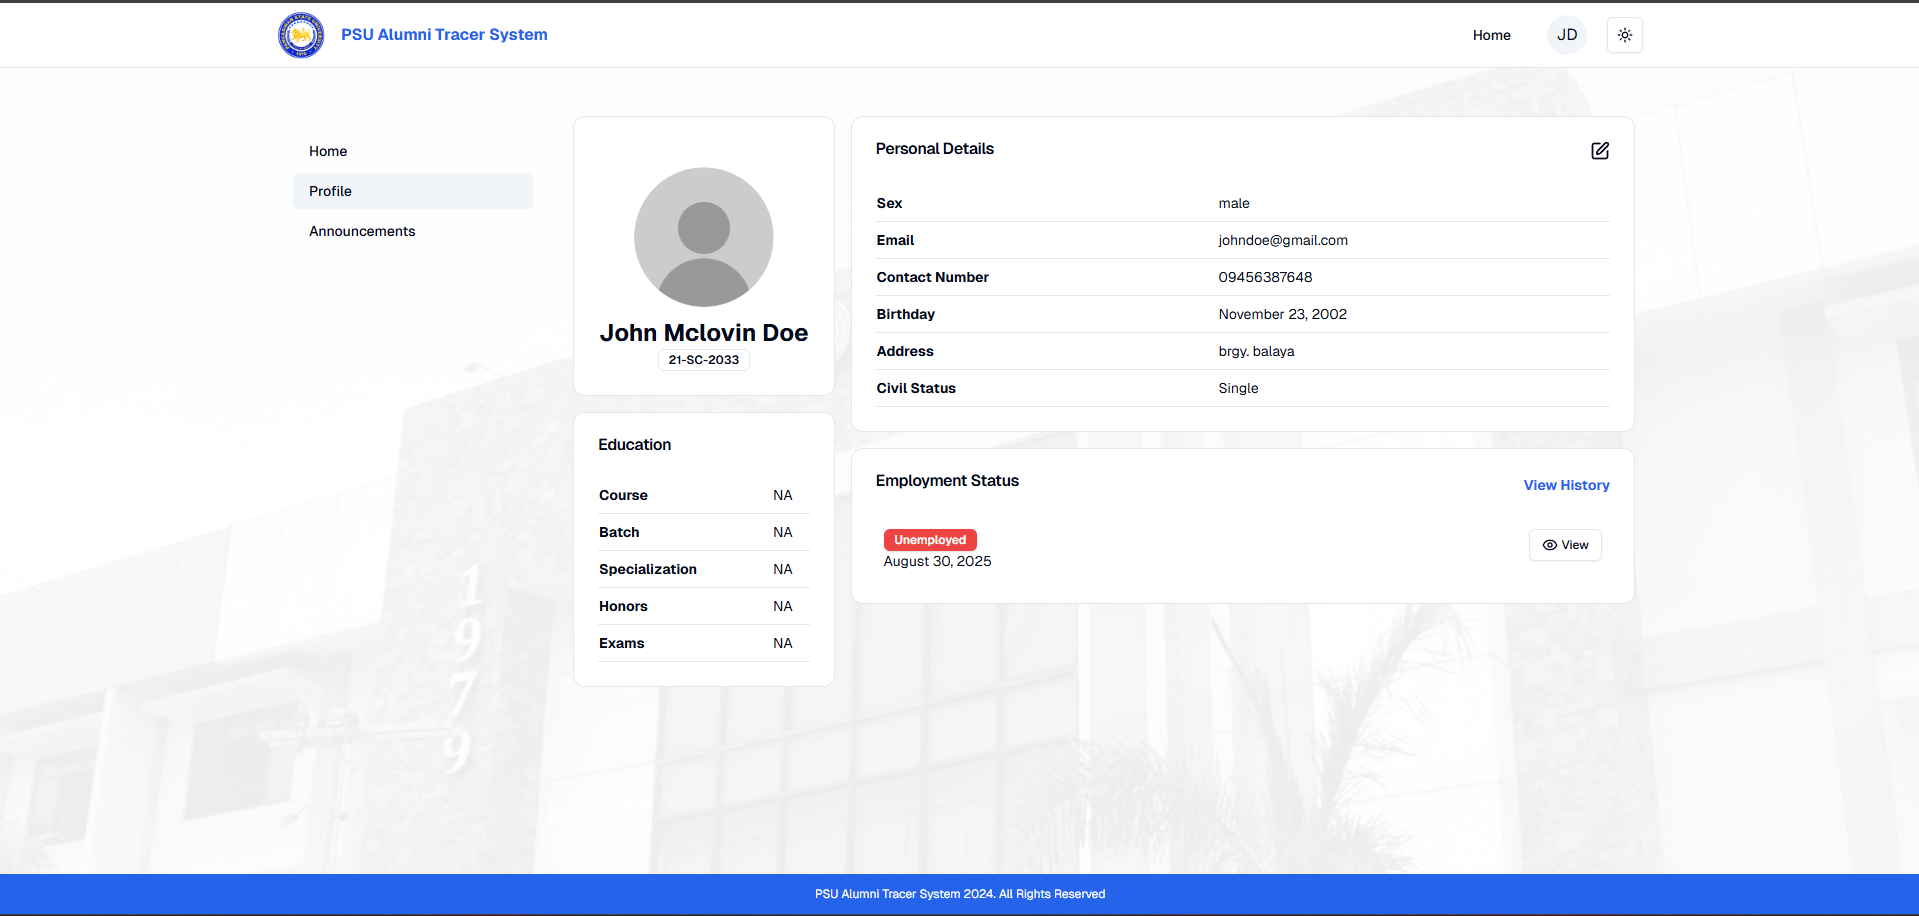 PSU Alumni Tracer System
Home
JD
Home
Profile
Announcements
John Mclovin Doe
21-SC-2033
Education
Course NA
Batch NA
Specialization NA
Honors NA
Exams NA
Personal Details
Sex male
Email johndoe@gmail.com
Contact Number 09456387648
Birthday November 23, 2002
Address brgy. balaya
Civil Status Single
Employment Status
View History
Unemployed
August 30, 2025
View
1979
PSU Alumni Tracer System 2024. All Rights Reserved